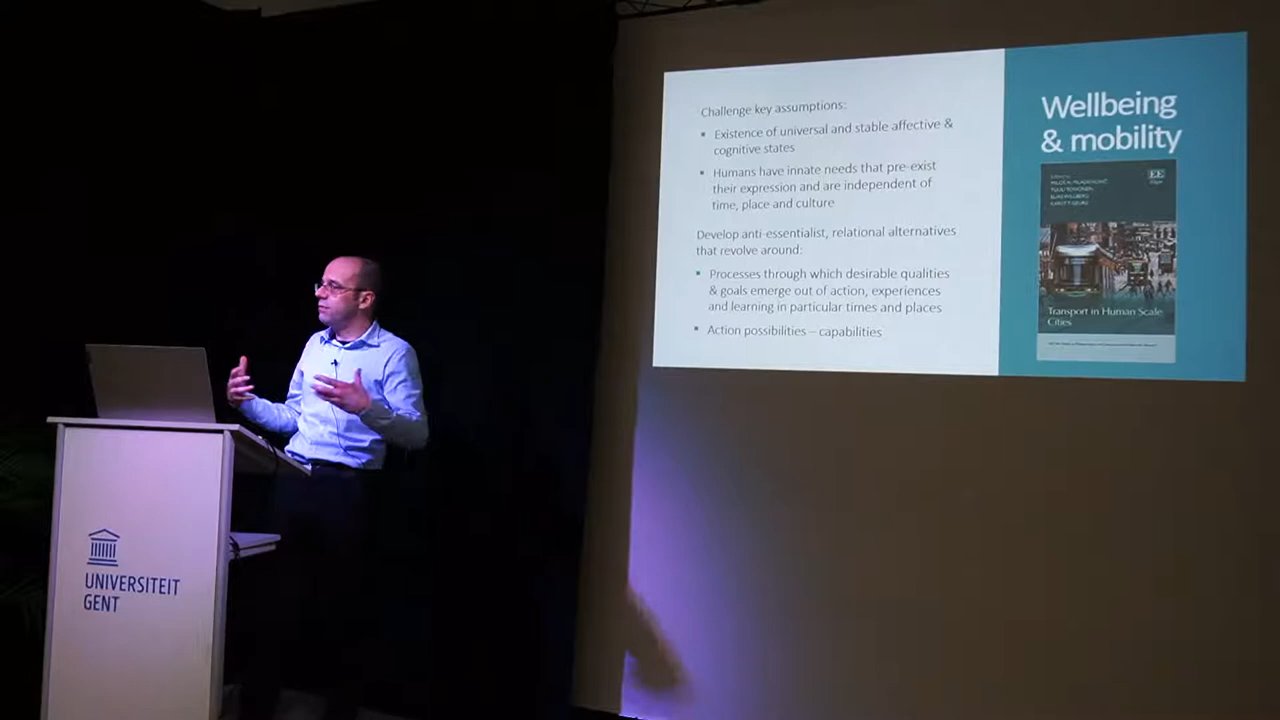 Challenge key assumptions:
▪ Existence of universal and stable affective &
cognitive states
▪ Humans have innate needs that pre-exist
their expression and are independent of
time, place and culture
Develop anti-essentialist, relational alternatives
that revolve around:
▪ Processes through which desirable qualities
& goals emerge out of action, experiences
and learning in particular times and places
▪ Action possibilities – capabilities
Wellbeing
& mobility
EE
Transport in Human Scale
Cities
UNIVERSITEIT
GENT